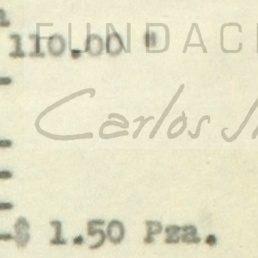 FUNDACI
110.00 "
Carlos
$ 1.50 Pza.